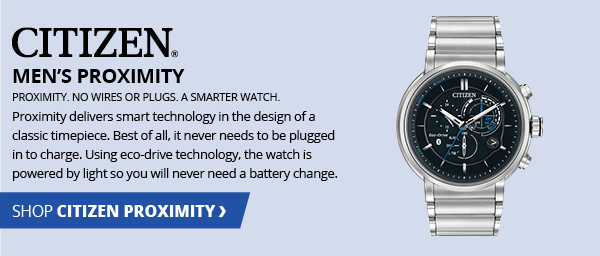 CITIZEN®
MEN'S PROXIMITY
PROXIMITY. NO WIRES OR PLUGS. A SMARTER WATCH.
Proximity delivers smart technology in the design of a
classic timepiece. Best of all, it never needs to be plugged
in to charge. Using eco-drive technology, the watch is
powered by light so you will never need a battery change.
SHOP CITIZEN PROXIMITY ›
CITIZEN
Eco-Drive